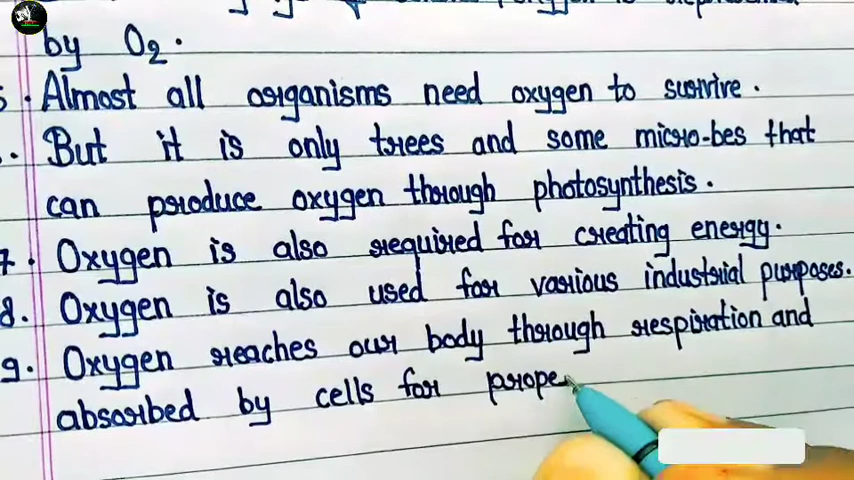 by O2.
5. Almost all organisms need oxygen to survive.
. But it is only trees and some micro-bes that
can produce oxygen through photosynthesis.
7. Oxygen is also required for creating energy.
8. Oxygen is also used for various industrial purposes.
9. Oxygen reaches our body through respiration and
absorbed by cells for prope